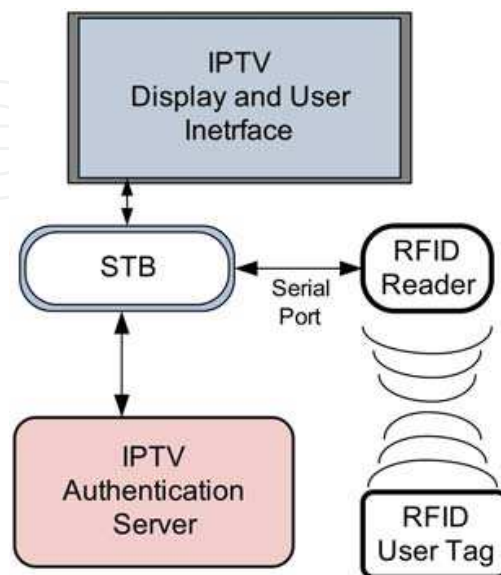 IPTV
Display and User
Inetrface
STB
Serial
Port
RFID
Reader
IPTV
Authentication
Server
RFID
User Tag